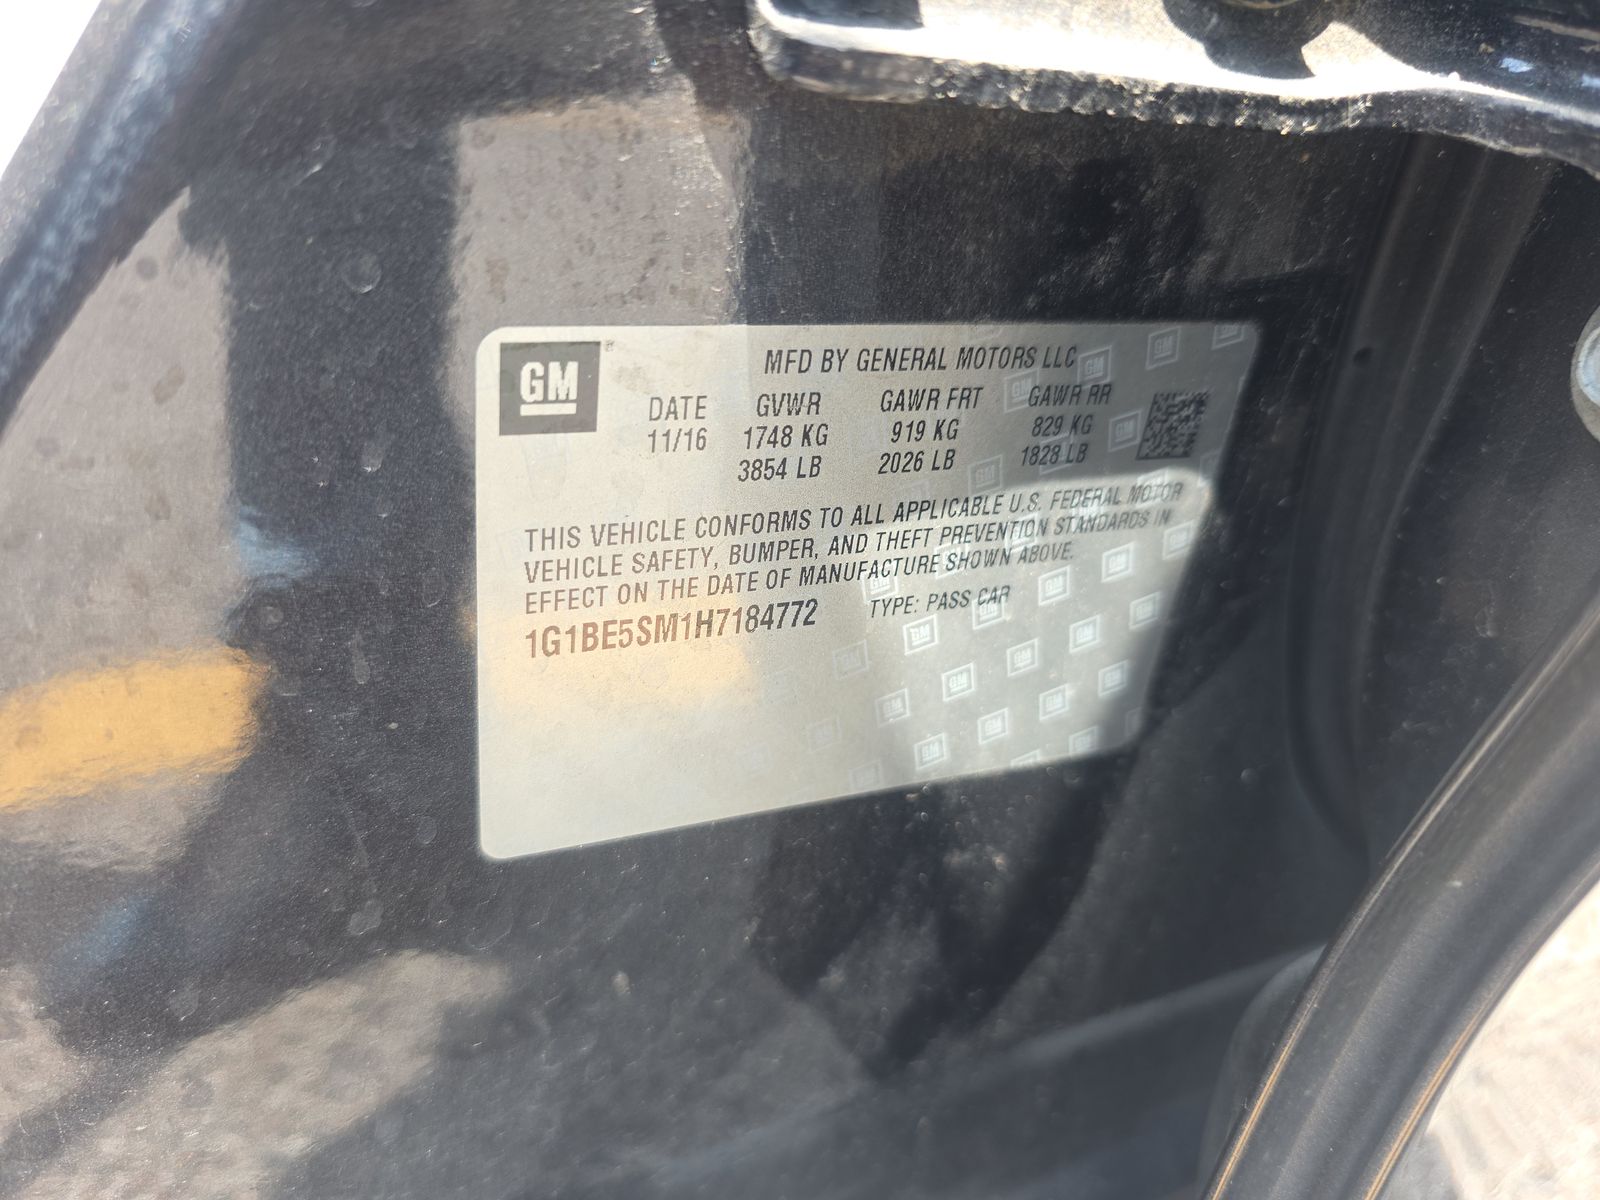 GM
MFD BY GENERAL MOTORS LLC
DATE GVWR GAWR FRT GAWR RR
11/16 1748 KG 919 KG 829 KG
3854 LB 2026 LB 1828 LB
THIS VEHICLE CONFORMS TO ALL APPLICABLE U.S. FEDERAL MOTOR
VEHICLE SAFETY, BUMPER, AND THEFT PREVENTION STANDARDS IN
EFFECT ON THE DATE OF MANUFACTURE SHOWN ABOVE.
1G1BE5SM1H7184772 TYPE: PASS CAR